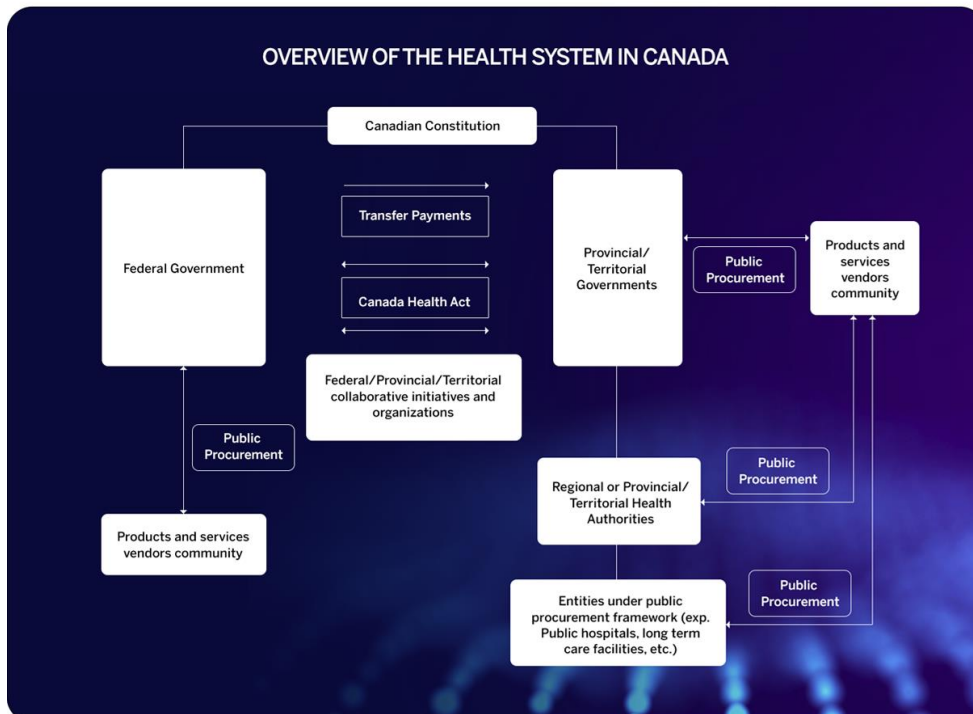 OVERVIEW OF THE HEALTH SYSTEM IN CANADA
Canadian Constitution
Federal Government
Transfer Payments
Canada Health Act
Federal/Provincial/Territorial
collaborative initiatives and
organizations
Provincial/
Territorial
Governments
Public
Procurement
Products and
services
vendors
community
Public
Procurement
Products and services
vendors community
Regional or Provincial/
Territorial Health
Authorities
Public
Procurement
Entities under public
procurement framework (exp.
Public hospitals, long term
care facilities, etc.)
Public
Procurement